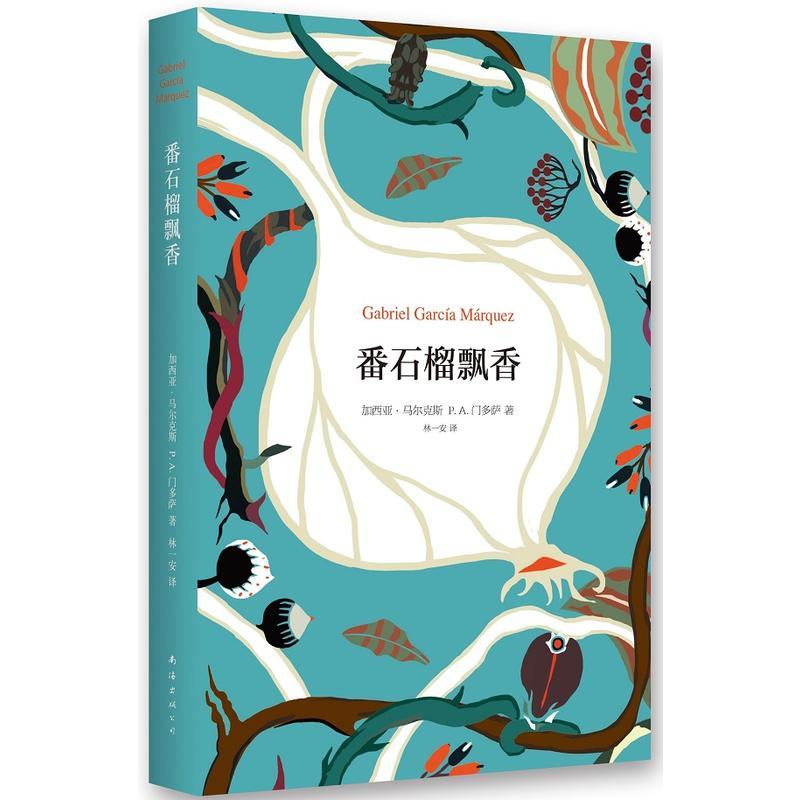 Gabriel
García
Márquez
番石榴飘香
加西亚·马尔克斯 P.A.门多萨 著
林一安 译
南海出版公司
Gabriel García Márquez
番石榴飘香
加西亚·马尔克斯 P.A.门多萨 著
林一安 译